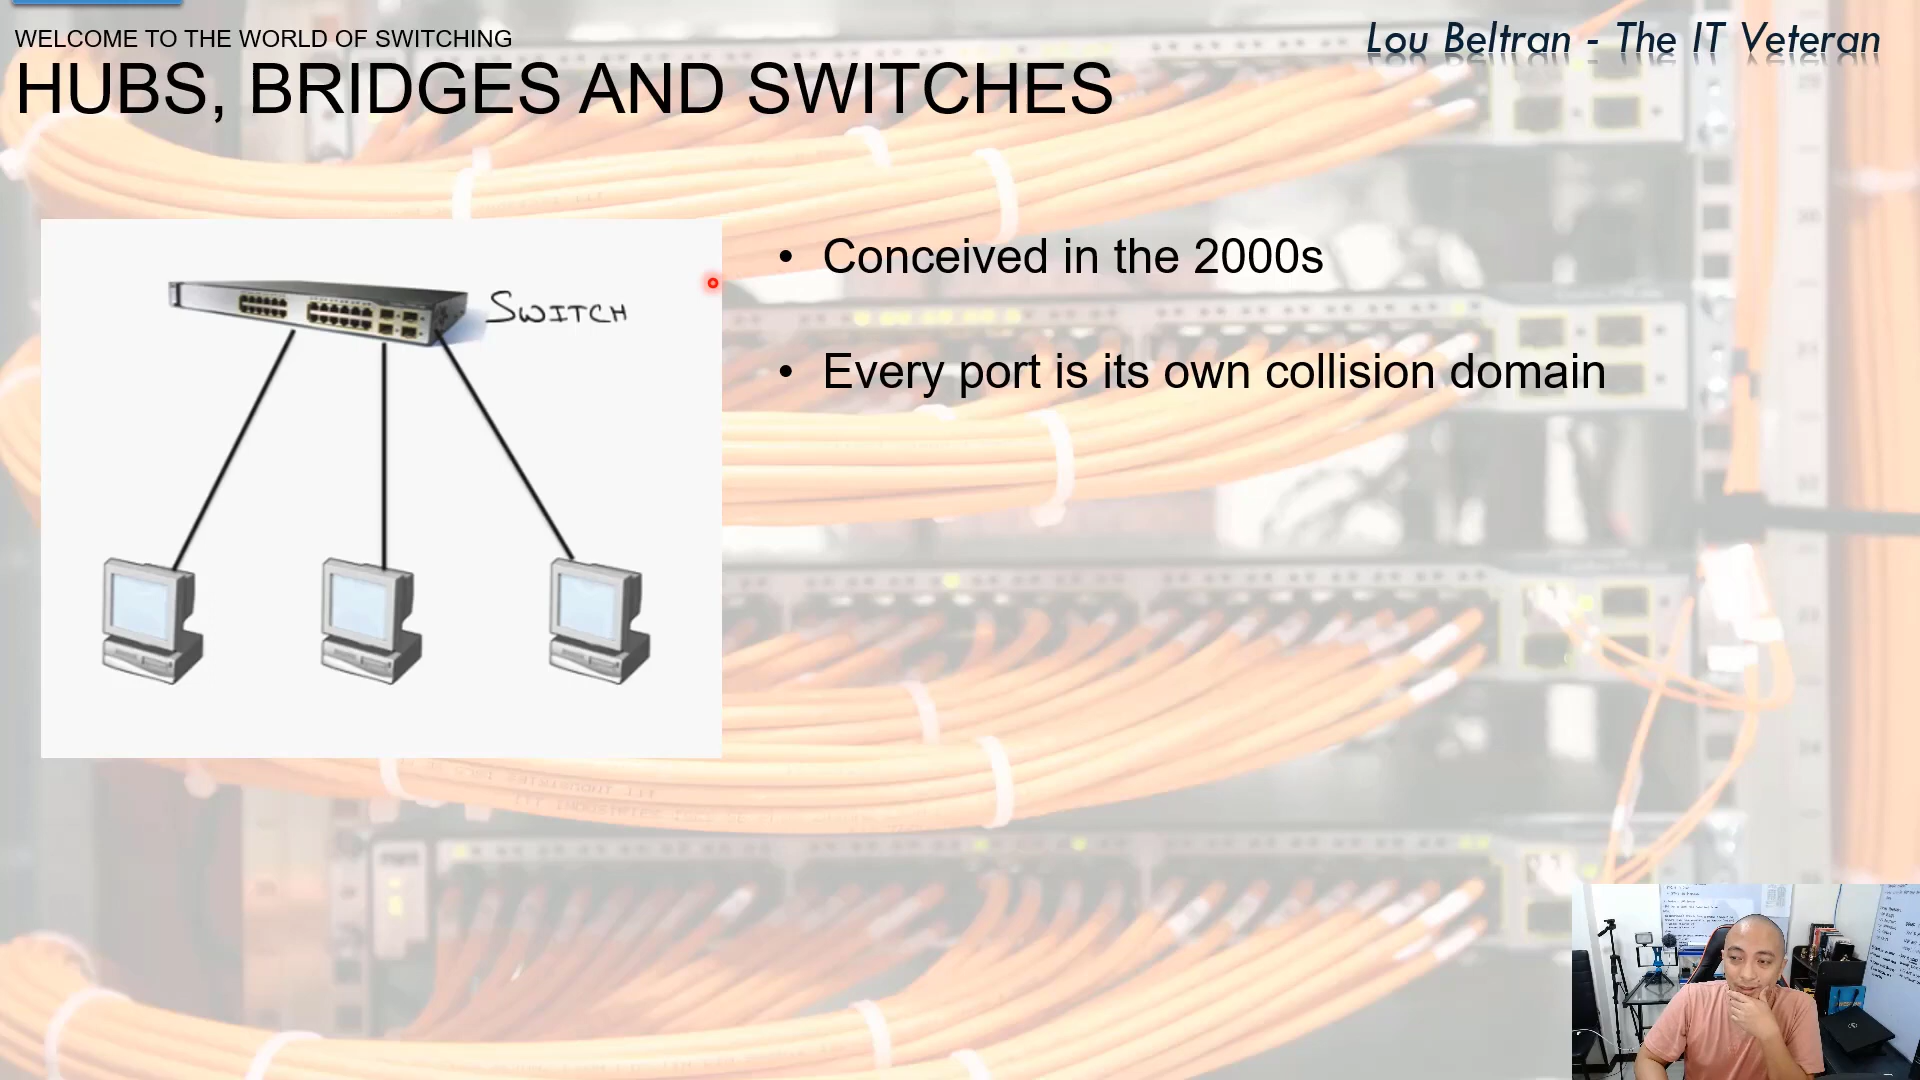 WELCOME TO THE WORLD OF SWITCHING
Lou Beltran - The IT Veteran
HUBS, BRIDGES AND SWITCHES
• Conceived in the 2000s
SWITCH
• Every port is its own collision domain